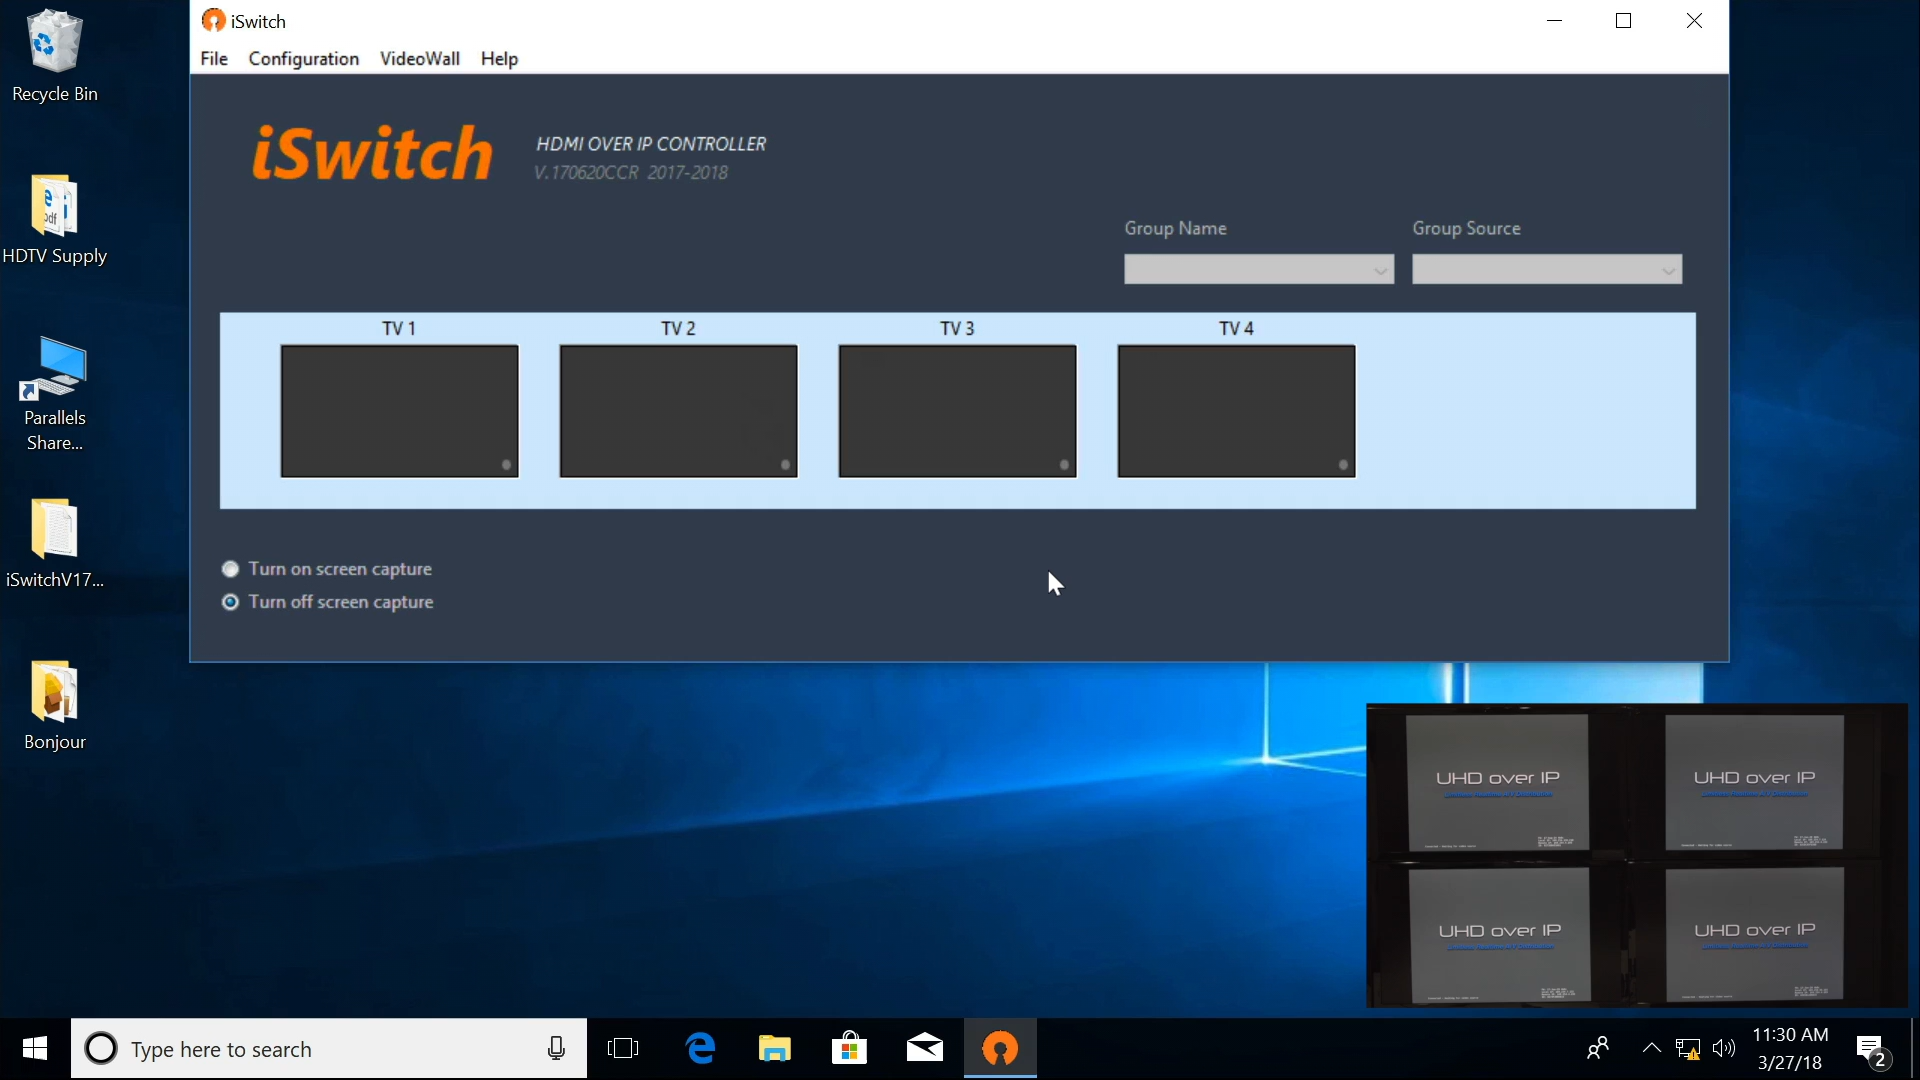 iSwitch
File Configuration VideoWall Help
iSwitch
HDMI OVER IP CONTROLLER
V.170620CCR 2017-2018
Group Name Group Source
TV 1 TV 2 TV 3 TV 4
Turn on screen capture
Turn off screen capture
Recycle Bin
HDTV Supply
Parallels
Share...
iSwitchV17...
Bonjour
UHD over IP
UHD over IP
UHD over IP
UHD over IP
Type here to search
11:30 AM
3/27/18
2